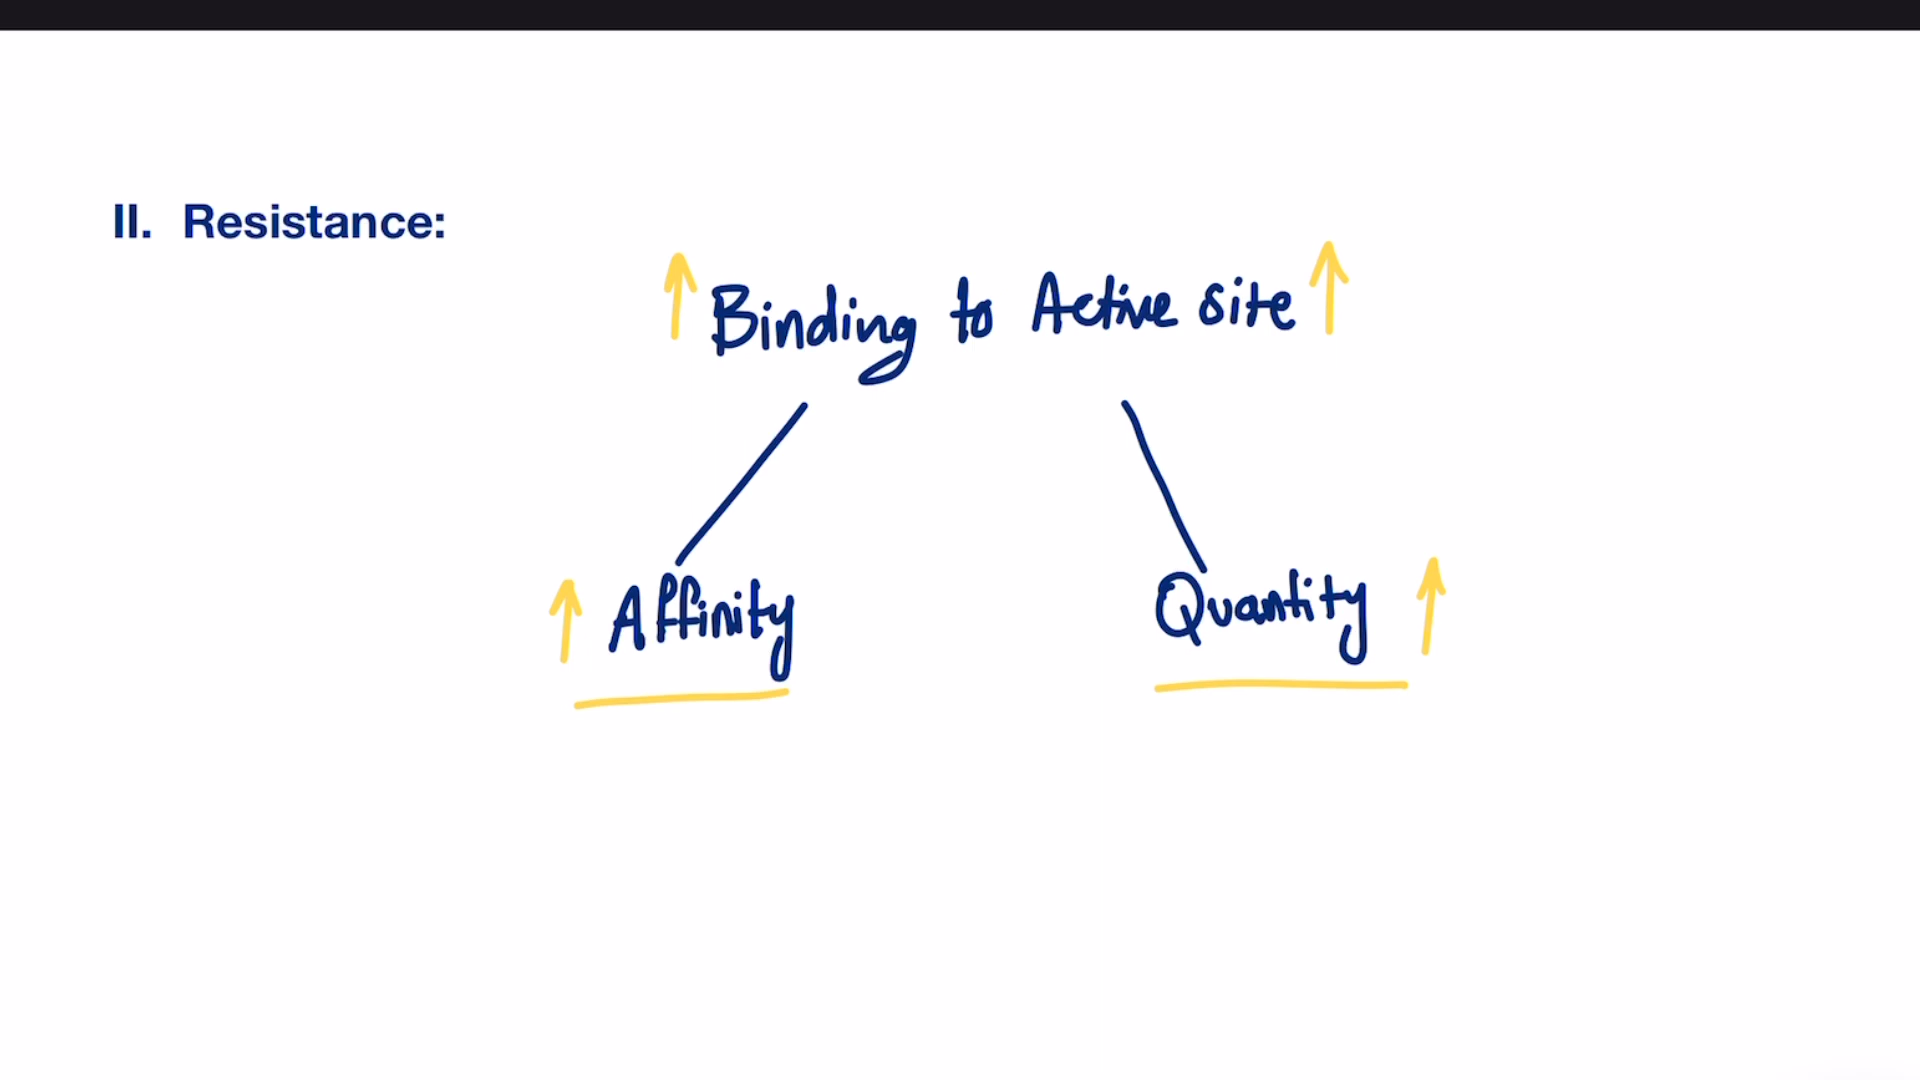 II. Resistance:
↑ Binding to Active site ↑
↑ Affinity
Quantity ↑